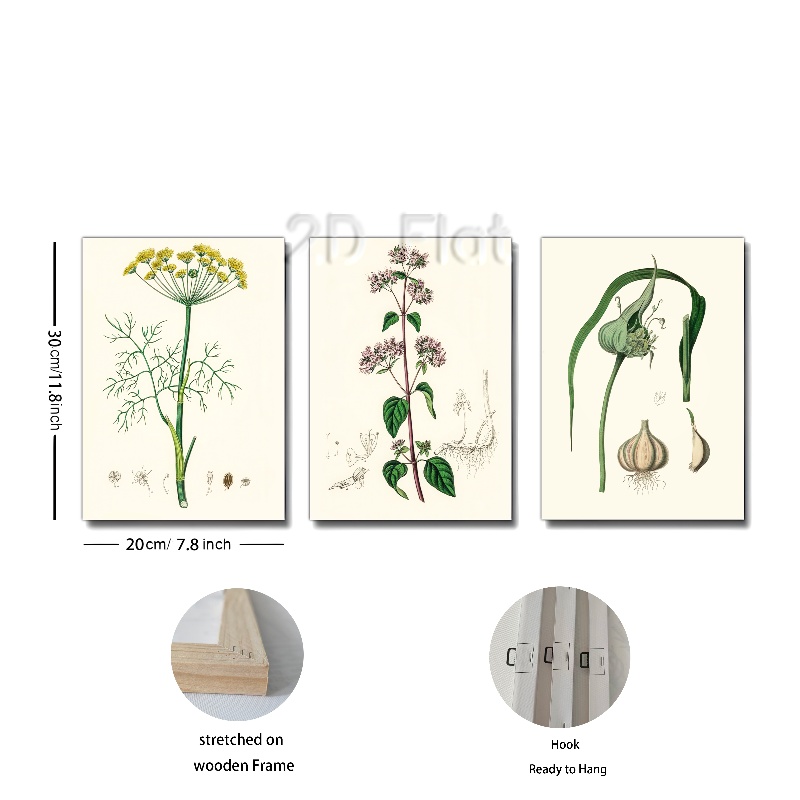 2D Flat
30cm/11.8inch
20cm/ 7.8 inch
stretched on
wooden Frame
Hook
Ready to Hang